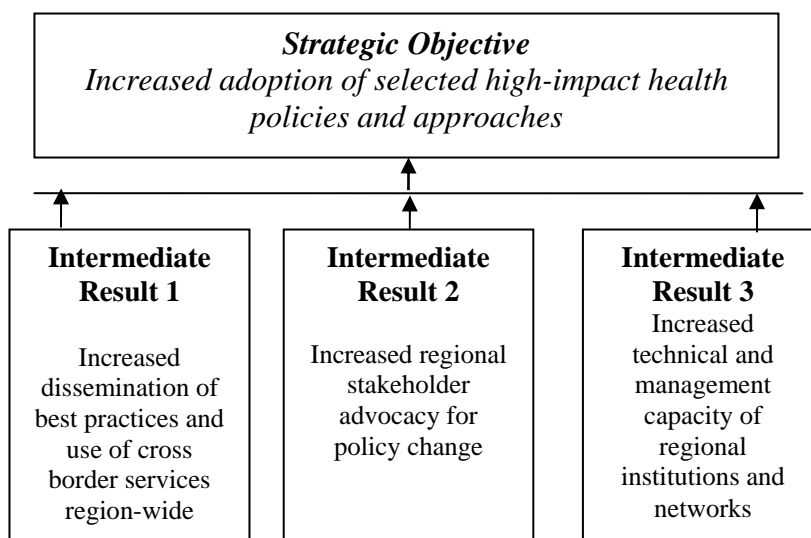 Strategic Objective
Increased adoption of selected high-impact health
policies and approaches
Intermediate
Result 1
Increased
dissemination of
best practices and
use of cross
border services
region-wide
Intermediate
Result 2
Increased regional
stakeholder
advocacy for
policy change
Intermediate
Result 3
Increased
technical and
management
capacity of
regional
institutions and
networks